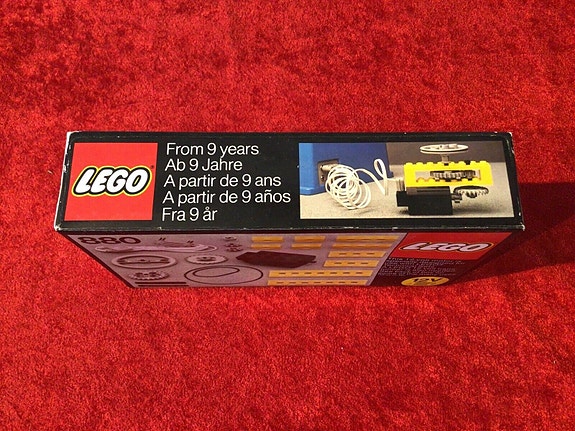 LEGO
From 9 years
Ab 9 Jahre
A partir de 9 ans
A partir de 9 años
Fra 9 år
880
LEGO
12V